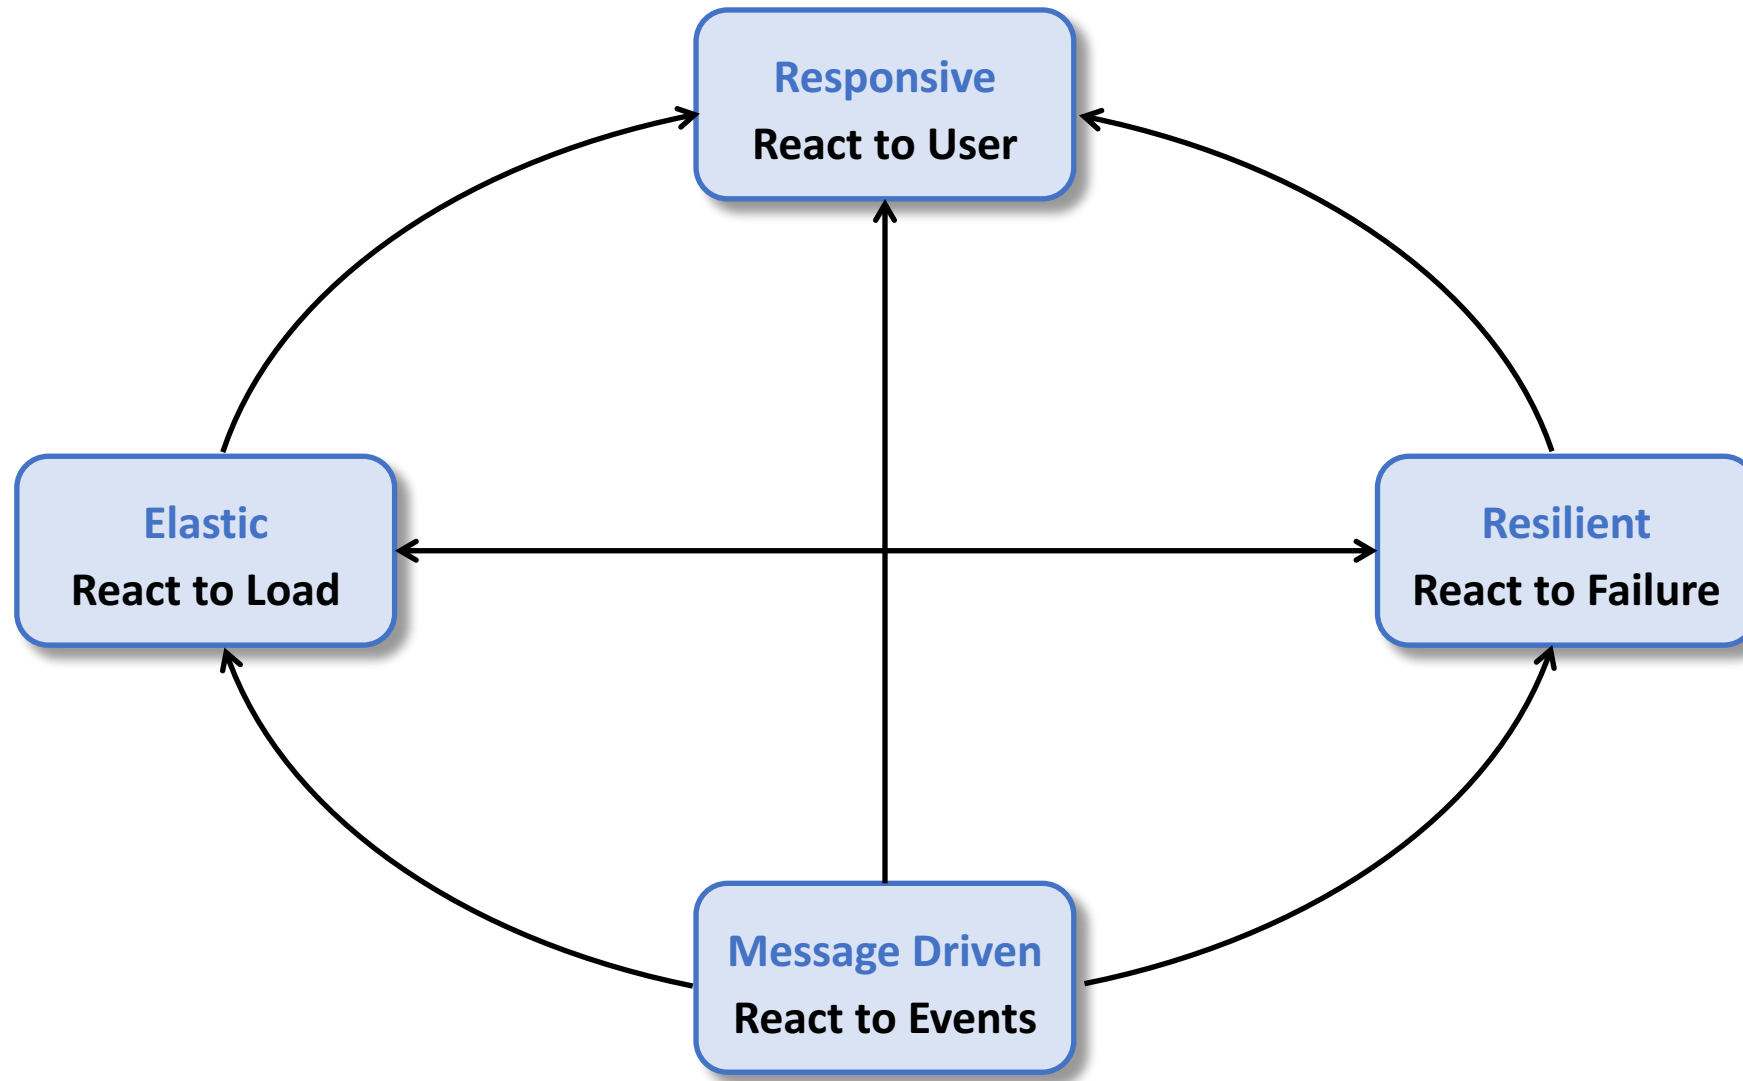 Responsive
React to User
Elastic
React to Load
Resilient
React to Failure
Message Driven
React to Events